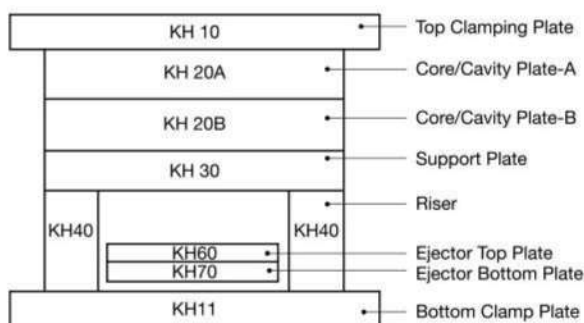 KH 10
Top Clamping Plate
KH 20A
Core/Cavity Plate-A
KH 20B
Core/Cavity Plate-B
KH 30
Support Plate
KH40
KH40
Riser
KH60
Ejector Top Plate
KH70
Ejector Bottom Plate
KH11
Bottom Clamp Plate